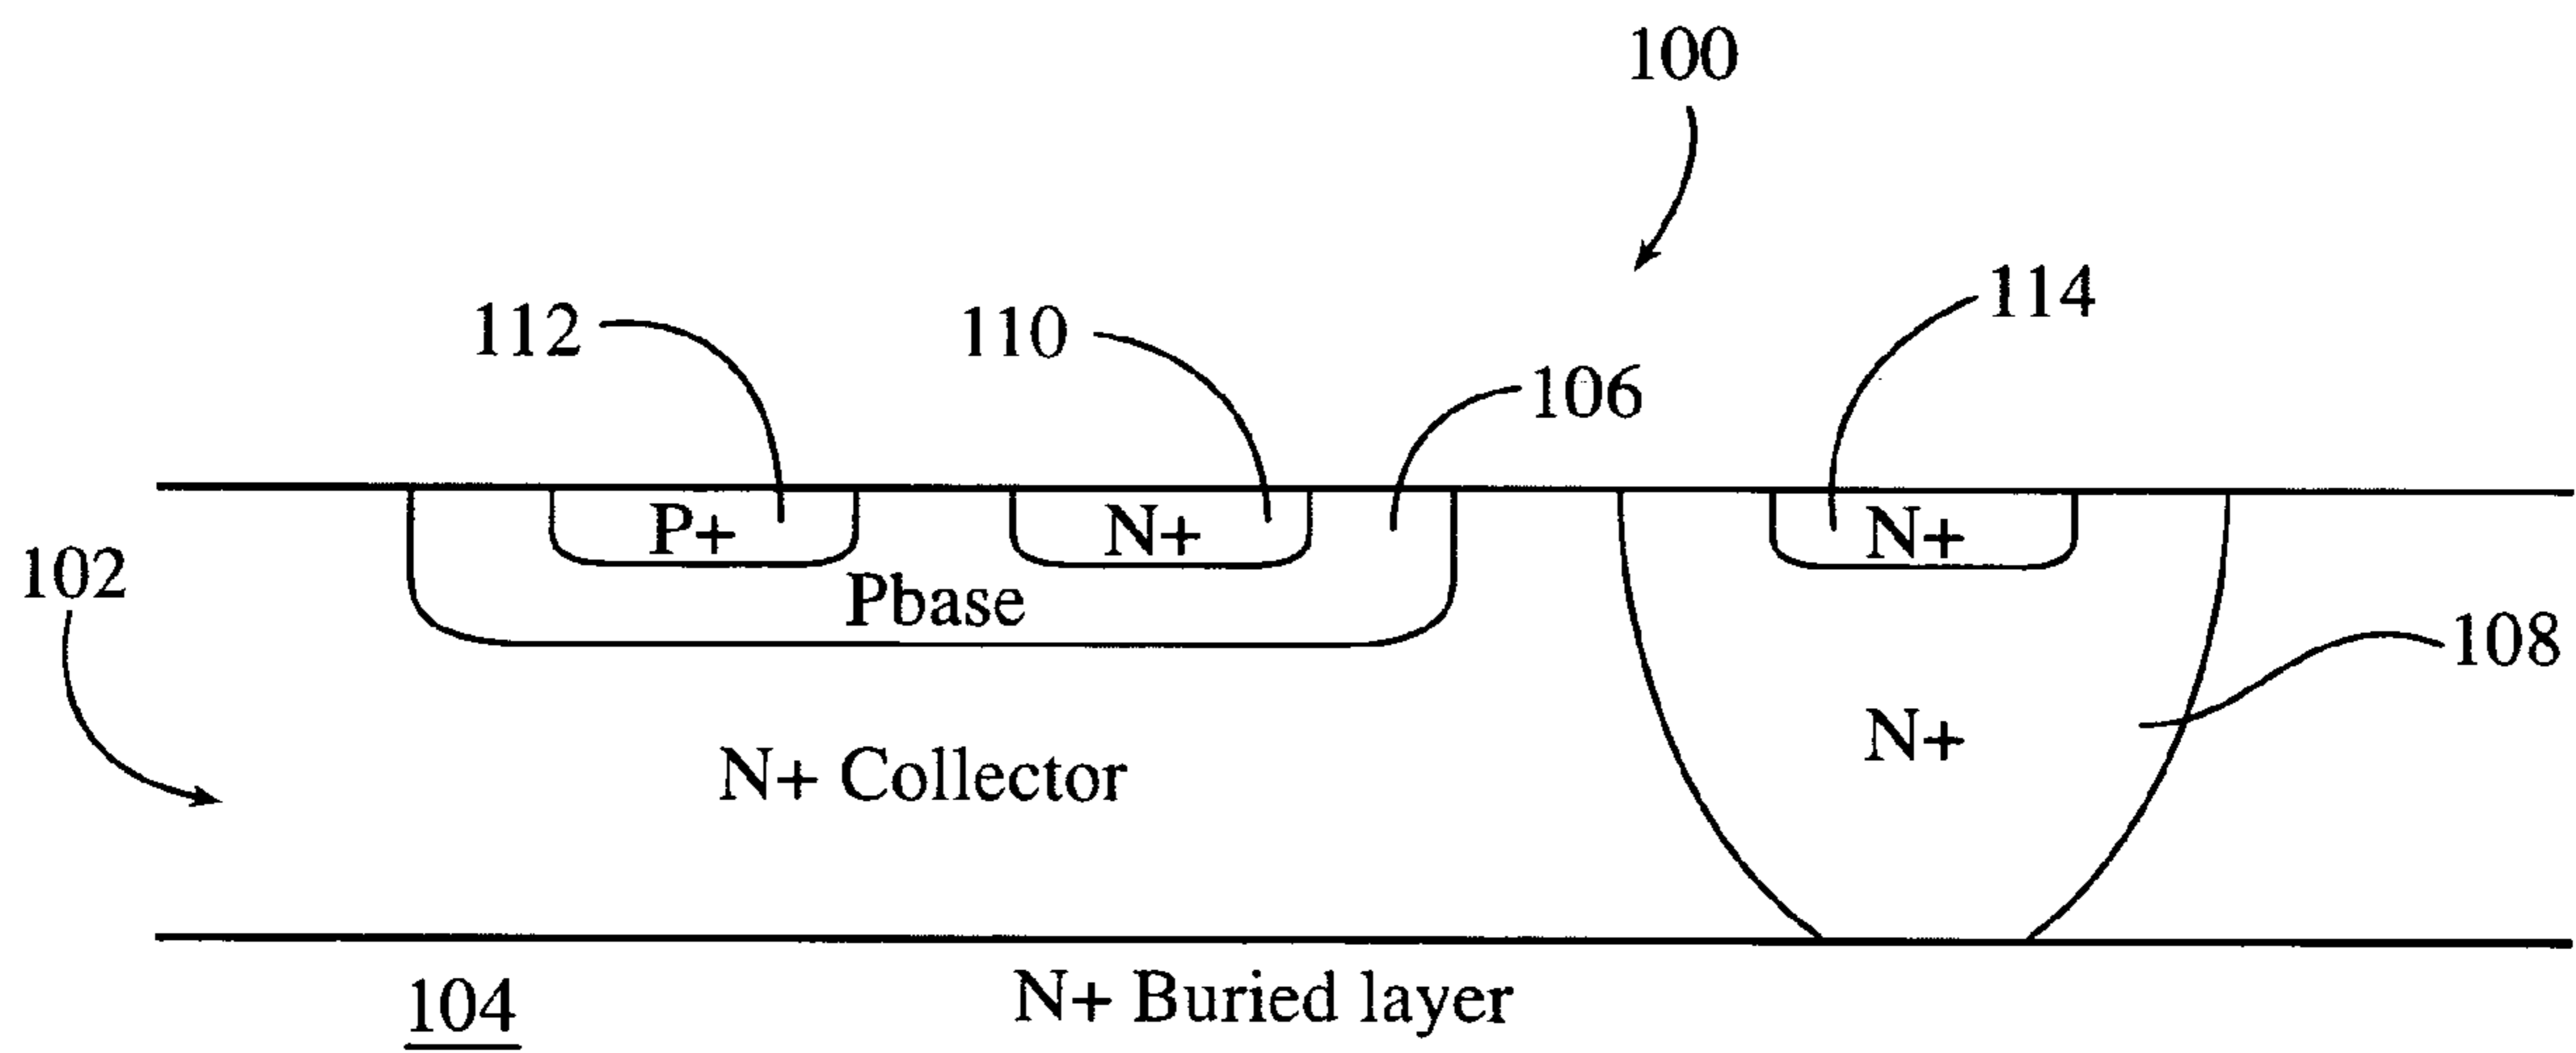 100
114
112
110
106
P+
N+
N+
102
Pbase
108
N+
N+ Collector
104
N+ Buried layer